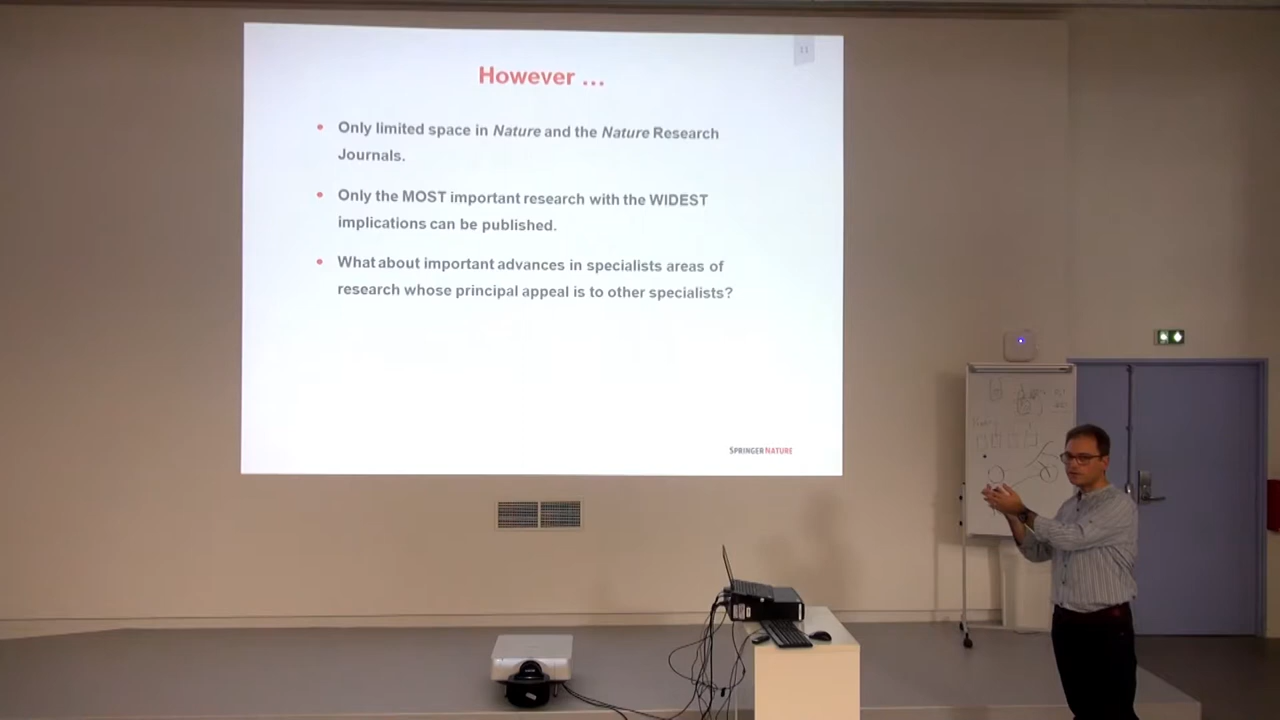 11
However ...
• Only limited space in Nature and the Nature Research
Journals.
• Only the MOST important research with the WIDEST
implications can be published.
• What about important advances in specialists areas of
research whose principal appeal is to other specialists?
SPRINGER NATURE